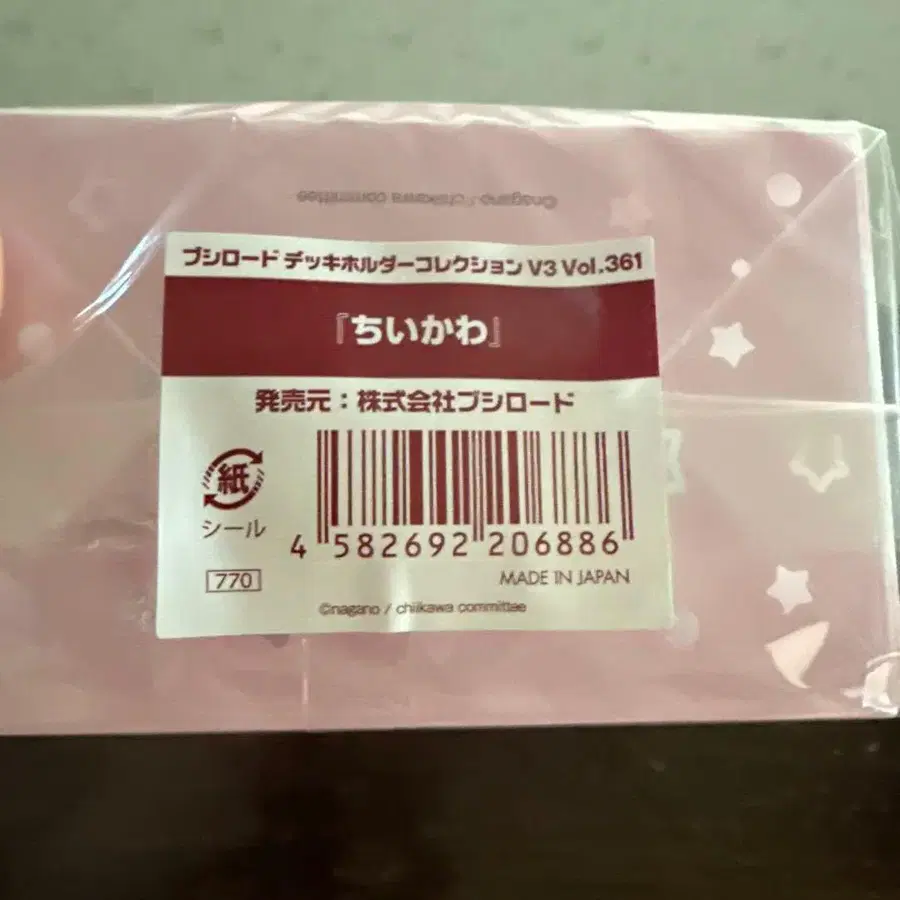 ©nagano / chiikawa committee
ブシロード デッキホルダーコレクション V3 Vol.361
『ちいかわ』
発売元：株式会社ブシロード
紙
シール
4 582692 206886
770
MADE IN JAPAN
©nagano / chiikawa committee